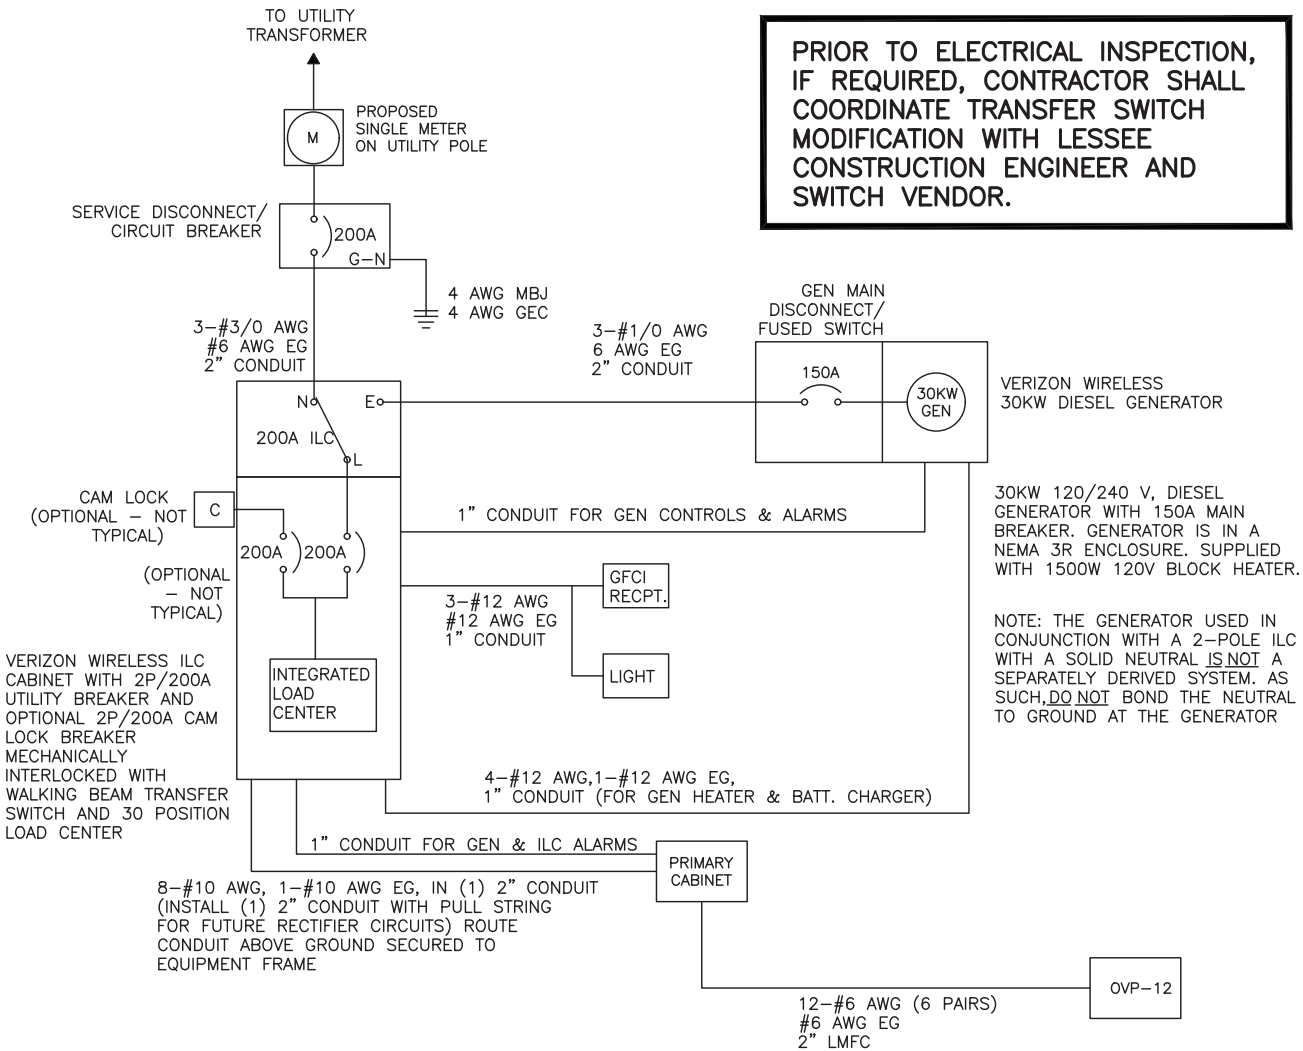 TO UTILITY
TRANSFORMER
PRIOR TO ELECTRICAL INSPECTION,
IF REQUIRED, CONTRACTOR SHALL
COORDINATE TRANSFER SWITCH
MODIFICATION WITH LESSEE
CONSTRUCTION ENGINEER AND
SWITCH VENDOR.
M
PROPOSED
SINGLE METER
ON UTILITY POLE
SERVICE DISCONNECT/
CIRCUIT BREAKER
200A
G-N
4 AWG MBJ
4 AWG GEC
3-#3/0 AWG
#6 AWG EG
2" CONDUIT
3-#1/0 AWG
6 AWG EG
2" CONDUIT
GEN MAIN
DISCONNECT/
FUSED SWITCH
150A
30KW
GEN
VERIZON WIRELESS
30KW DIESEL GENERATOR
N
E
200A ILC
L
CAM LOCK
(OPTIONAL - NOT
TYPICAL)
C
1" CONDUIT FOR GEN CONTROLS & ALARMS
30KW 120/240 V, DIESEL
GENERATOR WITH 150A MAIN
BREAKER. GENERATOR IS IN A
NEMA 3R ENCLOSURE. SUPPLIED
WITH 1500W 120V BLOCK HEATER.
200A
200A
(OPTIONAL
- NOT
TYPICAL)
3-#12 AWG
#12 AWG EG
1" CONDUIT
GFCI
RECPT.
LIGHT
NOTE: THE GENERATOR USED IN
CONJUNCTION WITH A 2-POLE ILC
WITH A SOLID NEUTRAL IS NOT A
SEPARATELY DERIVED SYSTEM. AS
SUCH, DO NOT BOND THE NEUTRAL
TO GROUND AT THE GENERATOR
INTEGRATED
LOAD
CENTER
VERIZON WIRELESS ILC
CABINET WITH 2P/200A
UTILITY BREAKER AND
OPTIONAL 2P/200A CAM
LOCK BREAKER
MECHANICALLY
INTERLOCKED WITH
WALKING BEAM TRANSFER
SWITCH AND 30 POSITION
LOAD CENTER
4-#12 AWG,1-#12 AWG EG,
1" CONDUIT (FOR GEN HEATER & BATT. CHARGER)
1" CONDUIT FOR GEN & ILC ALARMS
PRIMARY
CABINET
8-#10 AWG, 1-#10 AWG EG, IN (1) 2" CONDUIT
(INSTALL (1) 2" CONDUIT WITH PULL STRING
FOR FUTURE RECTIFIER CIRCUITS) ROUTE
CONDUIT ABOVE GROUND SECURED TO
EQUIPMENT FRAME
OVP-12
12-#6 AWG (6 PAIRS)
#6 AWG EG
2" LMFC